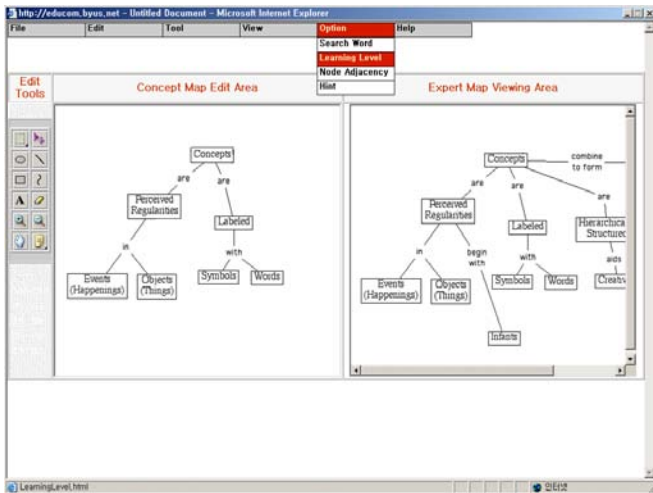 http://educom.byus.net - Untitled Document - Microsoft Internet Explorer
File Edit Tool View Option Help
Search Word
Learning Level
Node Adjacency
Hint
Edit
Tools
Concept Map Edit Area
Expert Map Viewing Area
Concepts
are are
Perceived
Regularities
Labeled
in
with
Events
(Happenings)
Objects
(Things)
Symbols
Words
A
Concepts
combine
to form
are are are
Perceived
Regularities
Labeled
Hierarchica
Structured
in
begin
with
with
aids
Events
(Happenings)
Objects
(Things)
Symbols
Words
Creativ
Infants
LearningLevel.html
인터넷